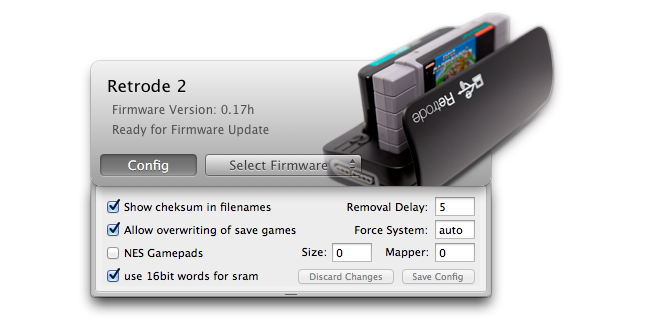 Retrode 2
Firmware Version: 0.17h
Ready for Firmware Update
Retrode
Config
Select Firmware
Show cheksum in filenames
Removal Delay: 5
Allow overwriting of save games
Force System: auto
NES Gamepads
Size: 0
Mapper: 0
use 16bit words for sram
Discard Changes
Save Config